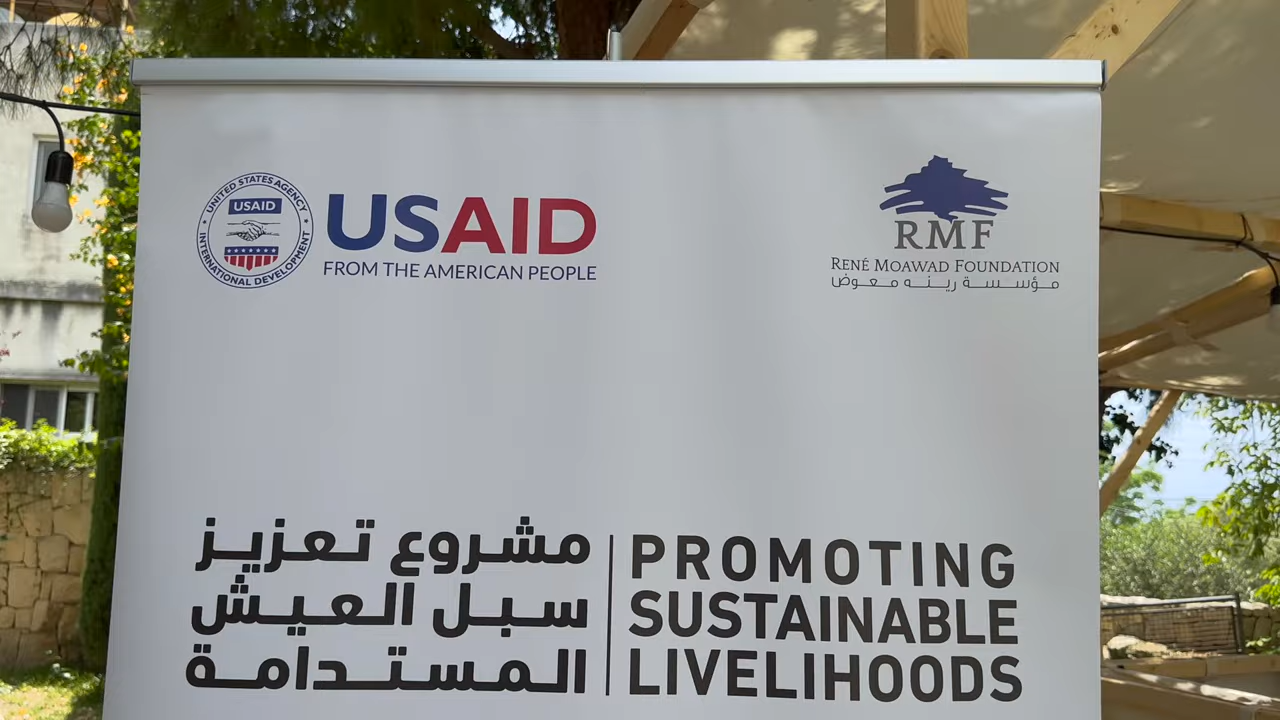 UNITED STATES AGENCY
USAID
INTERNATIONAL DEVELOPMENT
USAID
FROM THE AMERICAN PEOPLE
RMF
RENÉ MOAWAD FOUNDATION
مؤسسة رينه معوض
مشروع تعزيز
سبل العيش
المستدامة
PROMOTING
SUSTAINABLE
LIVELIHOODS